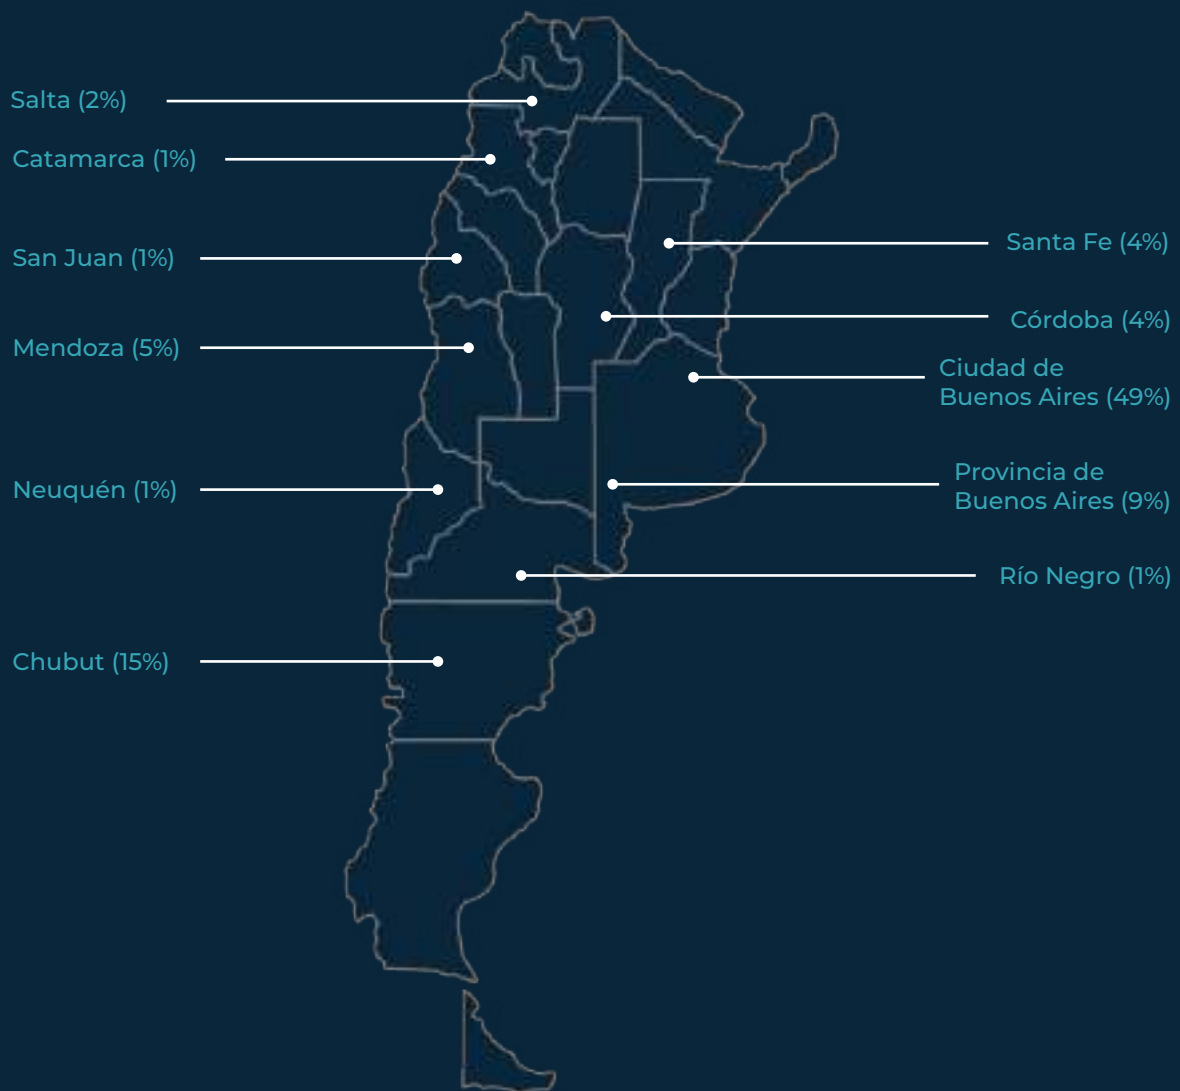 Salta (2%)
Catamarca (1%)
San Juan (1%)
Mendoza (5%)
Neuquén (1%)
Chubut (15%)
Santa Fe (4%)
Córdoba (4%)
Ciudad de
Buenos Aires (49%)
Provincia de
Buenos Aires (9%)
Río Negro (1%)